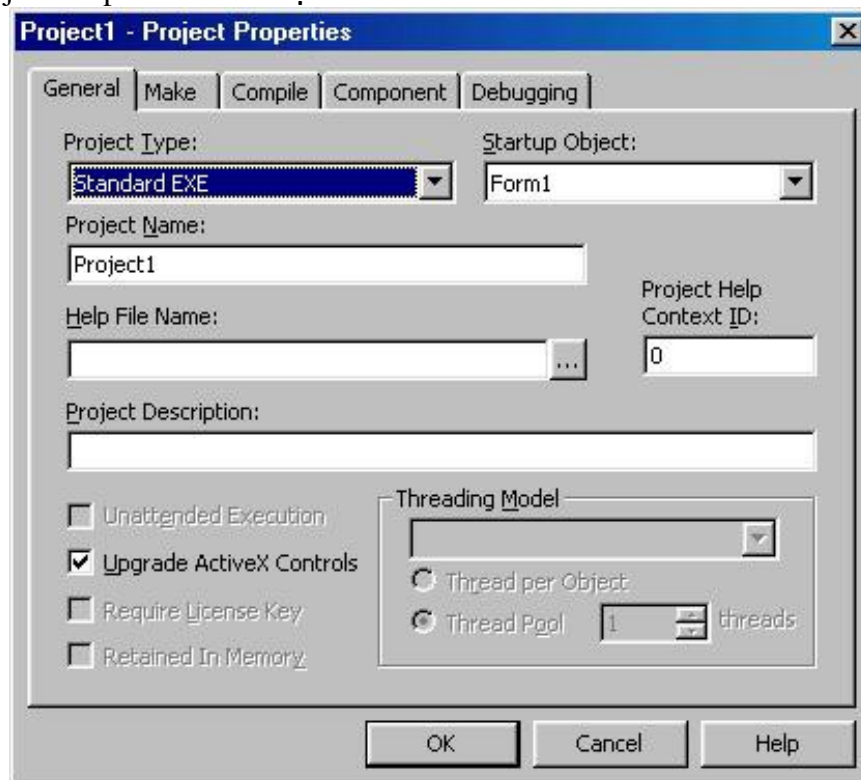 Project1 - Project Properties
General Make Compile Component Debugging
Project Type:
Startup Object:
Standard EXE
Form1
Project Name:
Project1
Project Help
Context ID:
Help File Name:
...
0
Project Description:
Unattended Execution
Upgrade ActiveX Controls
Require License Key
Retained In Memory
Threading Model
Thread per Object
Thread Pool 1 threads
OK Cancel Help